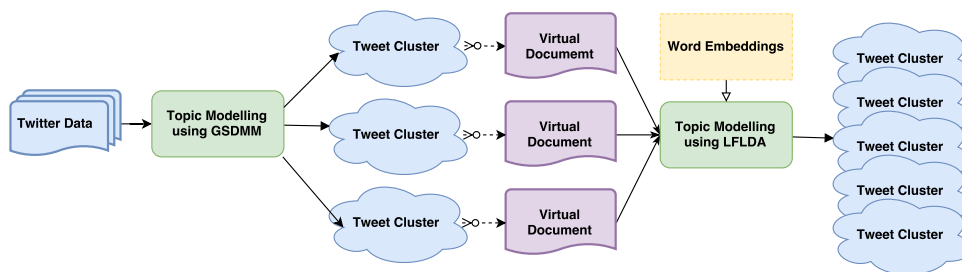 Twitter Data
Topic Modelling
using GSDMM
Tweet Cluster
Tweet Cluster
Tweet Cluster
Virtual
Documemt
Virtual
Document
Virtual
Document
Word Embeddings
Topic Modelling
using LFLDA
Tweet Cluster
Tweet Cluster
Tweet Cluster
Tweet Cluster
Tweet Cluster